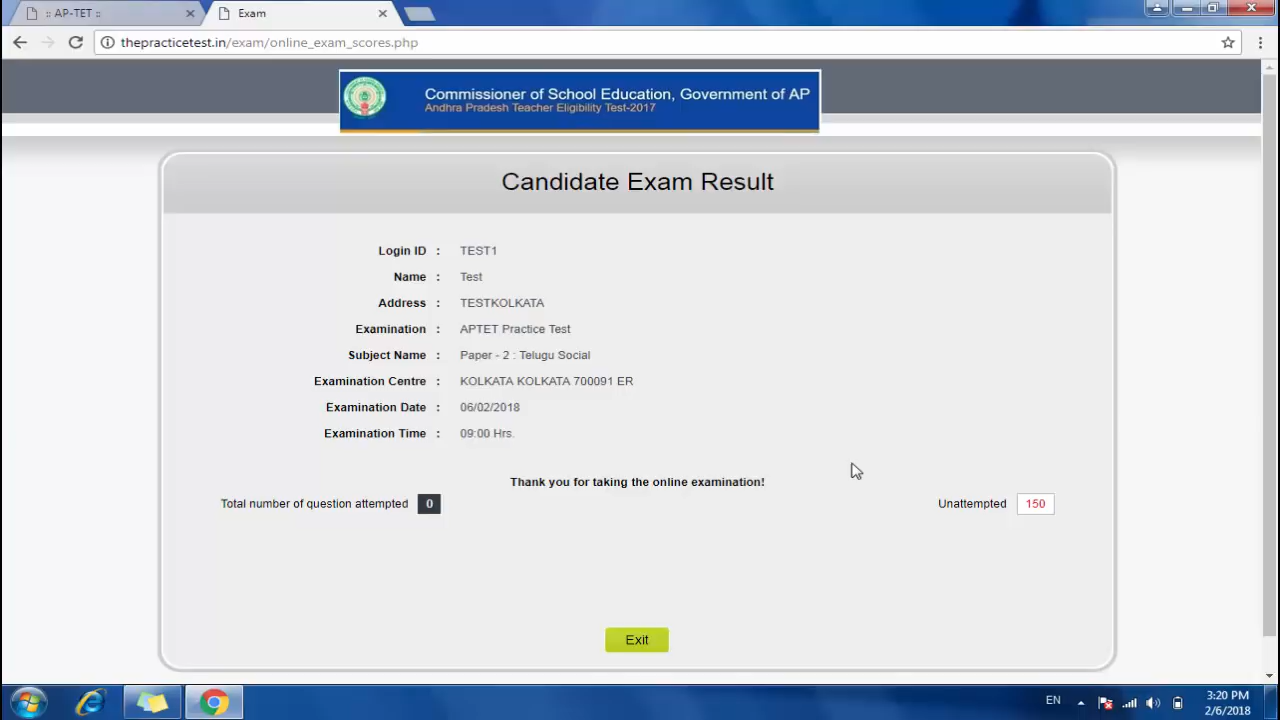 :: AP-TET ::
Exam
thepracticetest.in/exam/online_exam_scores.php
Commissioner of School Education, Government of AP
Andhra Pradesh Teacher Eligibility Test-2017
Candidate Exam Result
Login ID : TEST1
Name : Test
Address : TESTKOLKATA
Examination : APTET Practice Test
Subject Name : Paper - 2 : Telugu Social
Examination Centre : KOLKATA KOLKATA 700091 ER
Examination Date : 06/02/2018
Examination Time : 09:00 Hrs.
Thank you for taking the online examination!
Total number of question attempted 0 Unattempted 150
Exit
EN 3:20 PM
2/6/2018